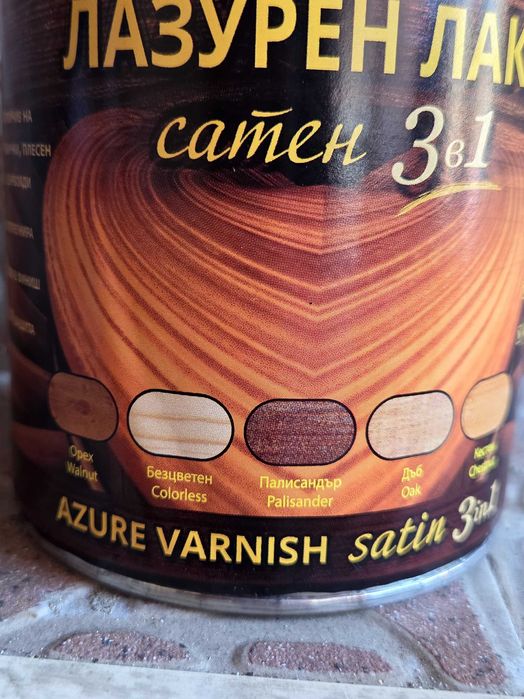 ЛАЗУРЕН ЛАК
сатен 3в1
Орех
Walnut
Безцветен
Colorless
Палисандър
Palisander
Дъб
Oak
AZURE VARNISH satin 3in1